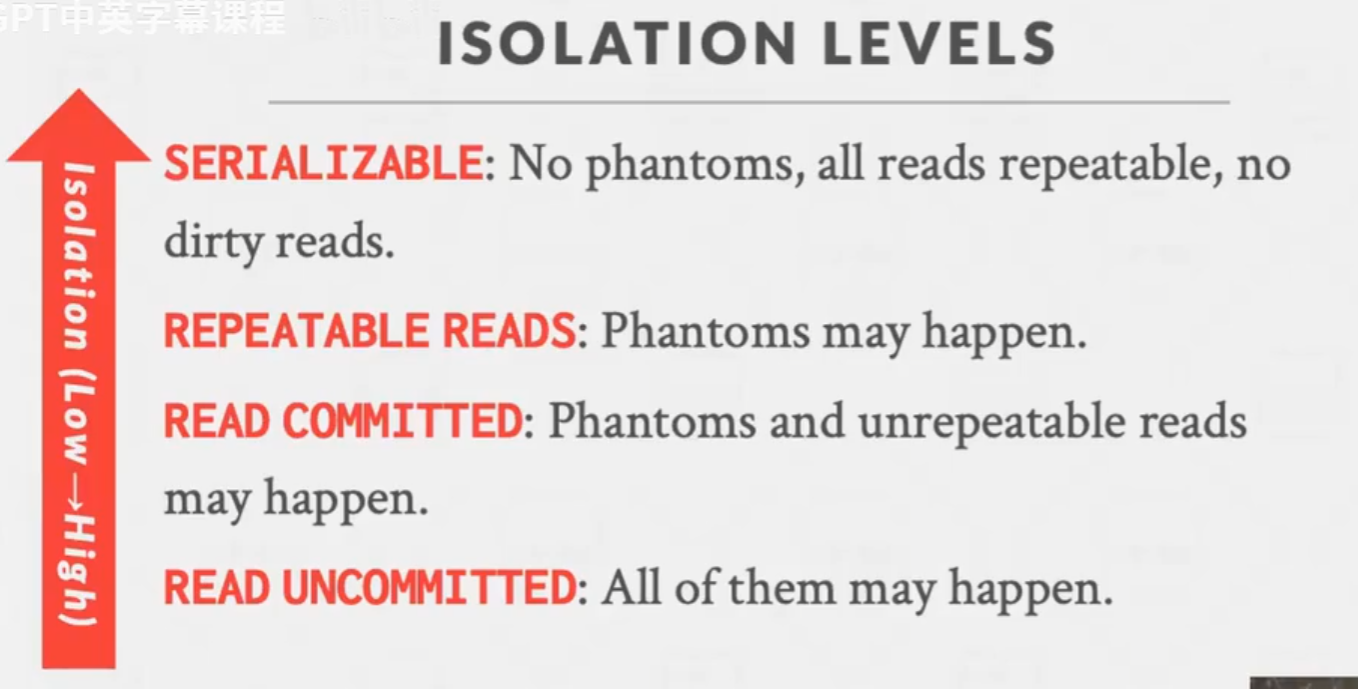 GPT中英字幕课程
ISOLATION LEVELS
SERIALIZABLE: No phantoms, all reads repeatable, no
dirty reads.
REPEATABLE READS: Phantoms may happen.
READ COMMITTED: Phantoms and unrepeatable reads
may happen.
READ UNCOMMITTED: All of them may happen.
Isolation (Low→High)